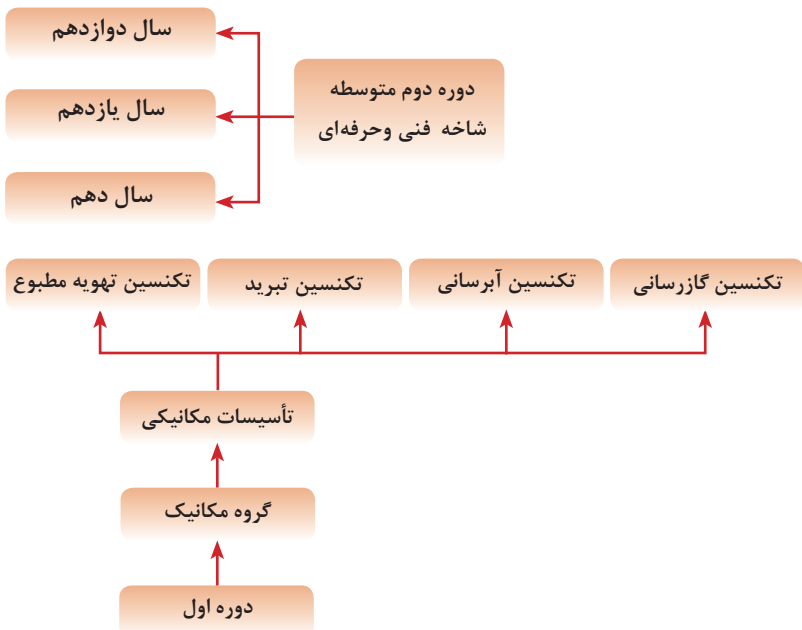 سال دوازدهم
دوره دوم متوسطه
شاخه فنی وحرفه‌ای
سال یازدهم
سال دهم
تکنسین گازرسانی
تکنسین آبرسانی
تکنسین تبرید
تکنسین تهویه مطبوع
تأسیسات مکانیکی
گروه مکانیک
دوره اول